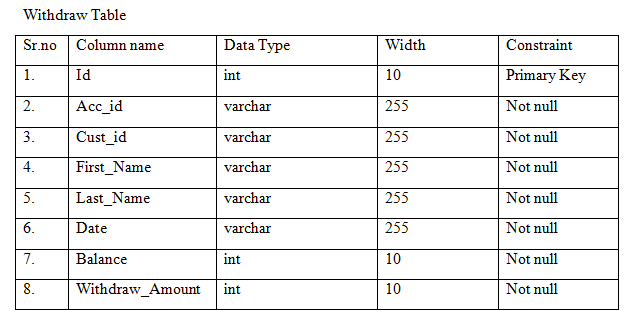 Withdraw Table
Sr.no Column name Data Type Width Constraint
1. Id int 10 Primary Key
2. Acc_id varchar 255 Not null
3. Cust_id varchar 255 Not null
4. First_Name varchar 255 Not null
5. Last_Name varchar 255 Not null
6. Date varchar 255 Not null
7. Balance int 10 Not null
8. Withdraw_Amount int 10 Not null